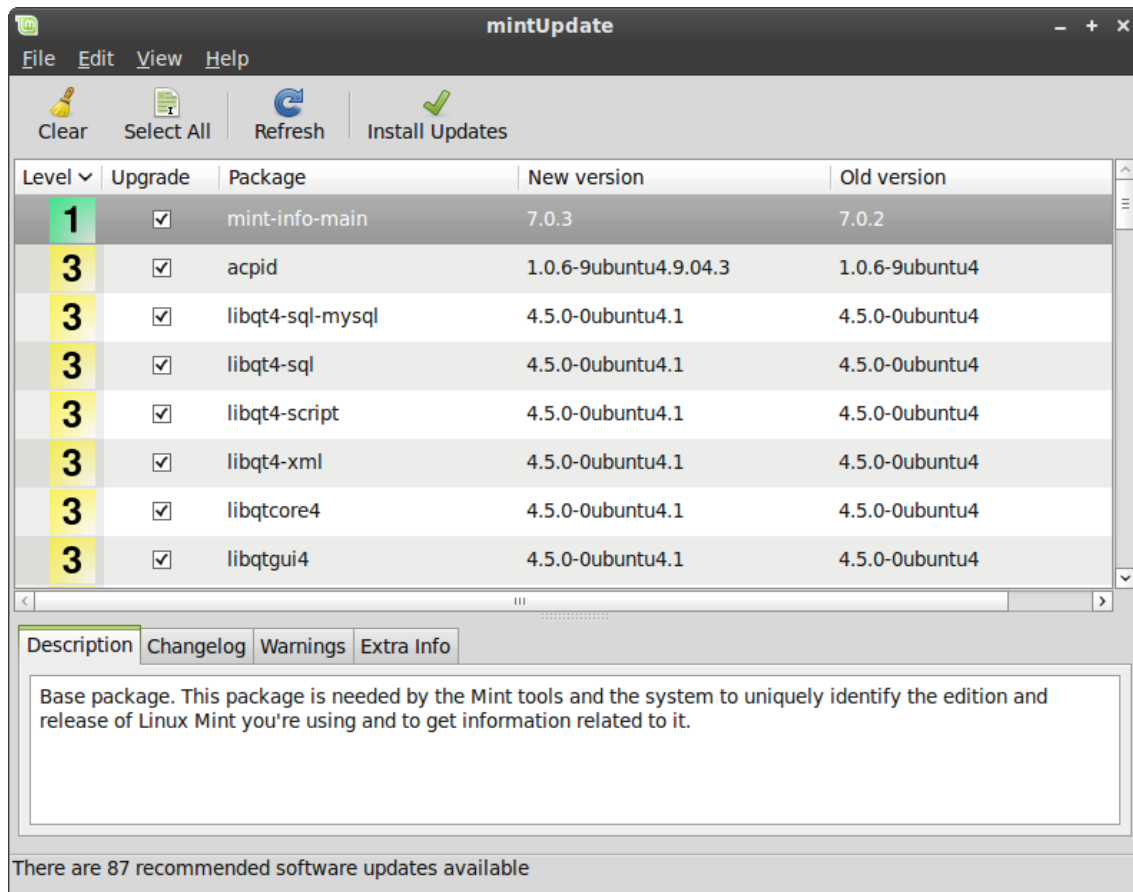 mintUpdate
File Edit View Help
Clear Select All Refresh Install Updates
Level Upgrade Package New version Old version
1 mint-info-main 7.0.3 7.0.2
3 acpid 1.0.6-9ubuntu4.9.04.3 1.0.6-9ubuntu4
3 libqt4-sql-mysql 4.5.0-0ubuntu4.1 4.5.0-0ubuntu4
3 libqt4-sql 4.5.0-0ubuntu4.1 4.5.0-0ubuntu4
3 libqt4-script 4.5.0-0ubuntu4.1 4.5.0-0ubuntu4
3 libqt4-xml 4.5.0-0ubuntu4.1 4.5.0-0ubuntu4
3 libqtcore4 4.5.0-0ubuntu4.1 4.5.0-0ubuntu4
3 libqtgui4 4.5.0-0ubuntu4.1 4.5.0-0ubuntu4
Description Changelog Warnings Extra Info
Base package. This package is needed by the Mint tools and the system to uniquely identify the edition and
release of Linux Mint you're using and to get information related to it.
There are 87 recommended software updates available